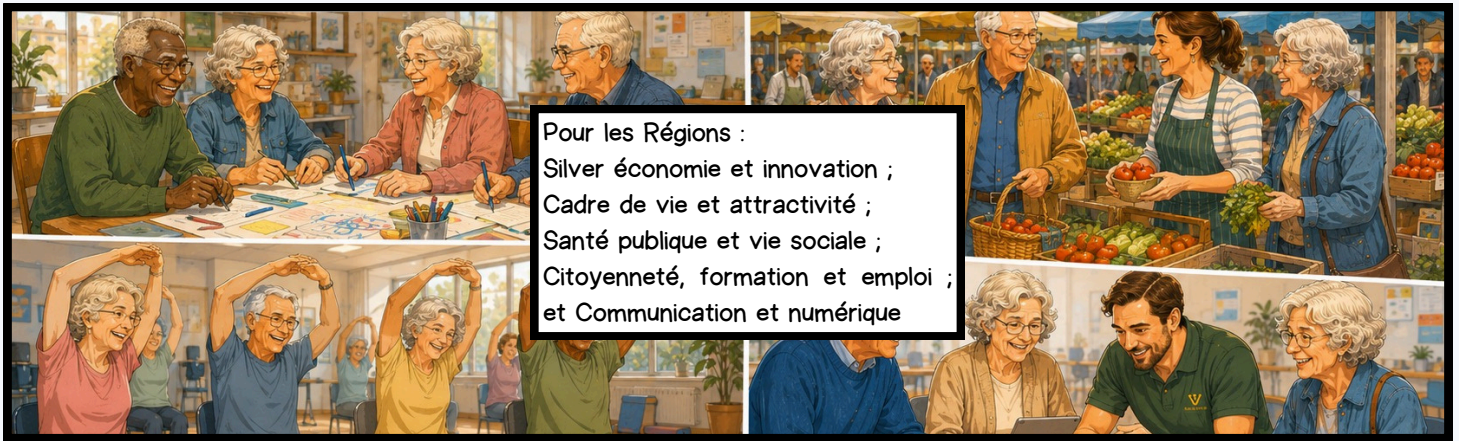 Pour les Régions :
Silver économie et innovation ;
Cadre de vie et attractivité ;
Santé publique et vie sociale ;
Citoyenneté, formation et emploi ;
et Communication et numérique